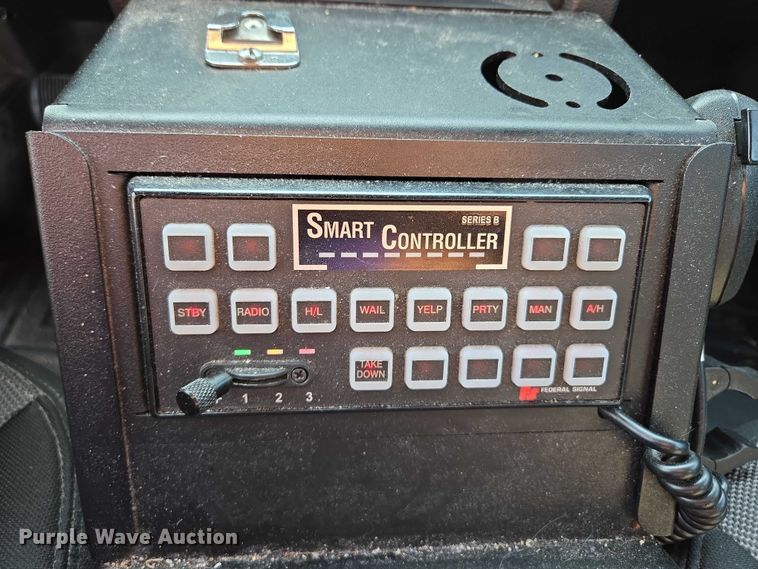 SERIES B
SMART CONTROLLER
STBY RADIO H/L WAIL YELP PRTY MAN A/H
TAKE
DOWN
FEDERAL SIGNAL
1 2 3
Purple Wave Auction